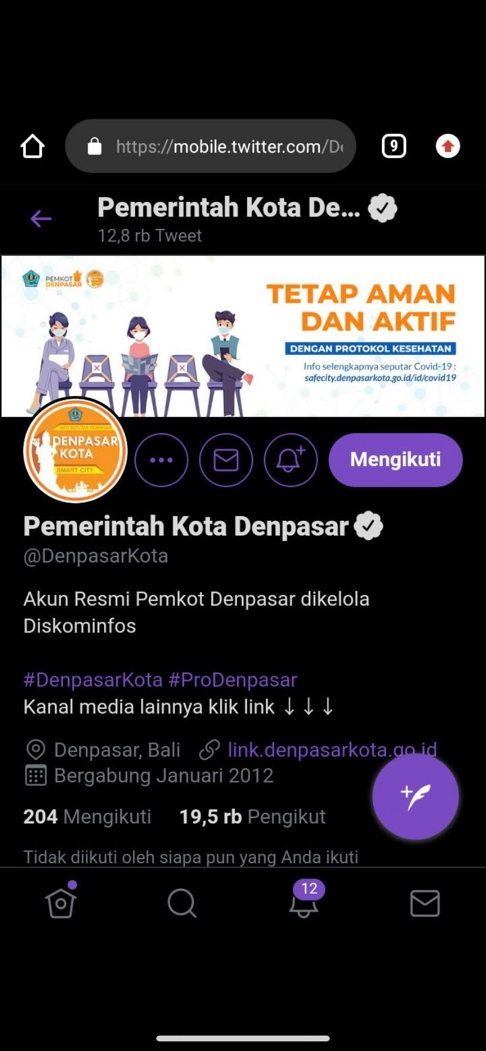 https://mobile.twitter.com/De
9
Pemerintah Kota De...
12,8 rb Tweet
PEMKOT
DENPASAR
TETAP AMAN
DAN AKTIF
DENGAN PROTOKOL KESEHATAN
Info selengkapnya seputar Covid-19 :
safecity.denpasarkota.go.id/id/covid19
DENPASAR
KOTA
SMART CITY
Mengikuti
Pemerintah Kota Denpasar
@DenpasarKota
Akun Resmi Pemkot Denpasar dikelola
Diskominfos
#DenpasarKota #ProDenpasar
Kanal media lainnya klik link ↓↓↓
Denpasar, Bali link.denpasarkota.go.id
Bergabung Januari 2012
204 Mengikuti 19,5 rb Pengikut
Tidak diikuti oleh siapa pun yang Anda ikuti
12